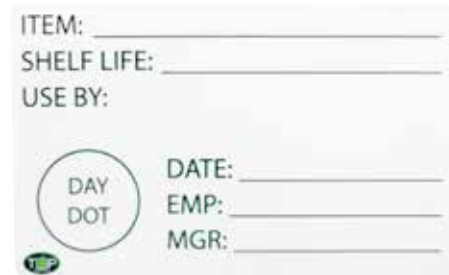 ITEM:
SHELF LIFE:
USE BY:
DAY
DOT
DATE:
EMP:
MGR: